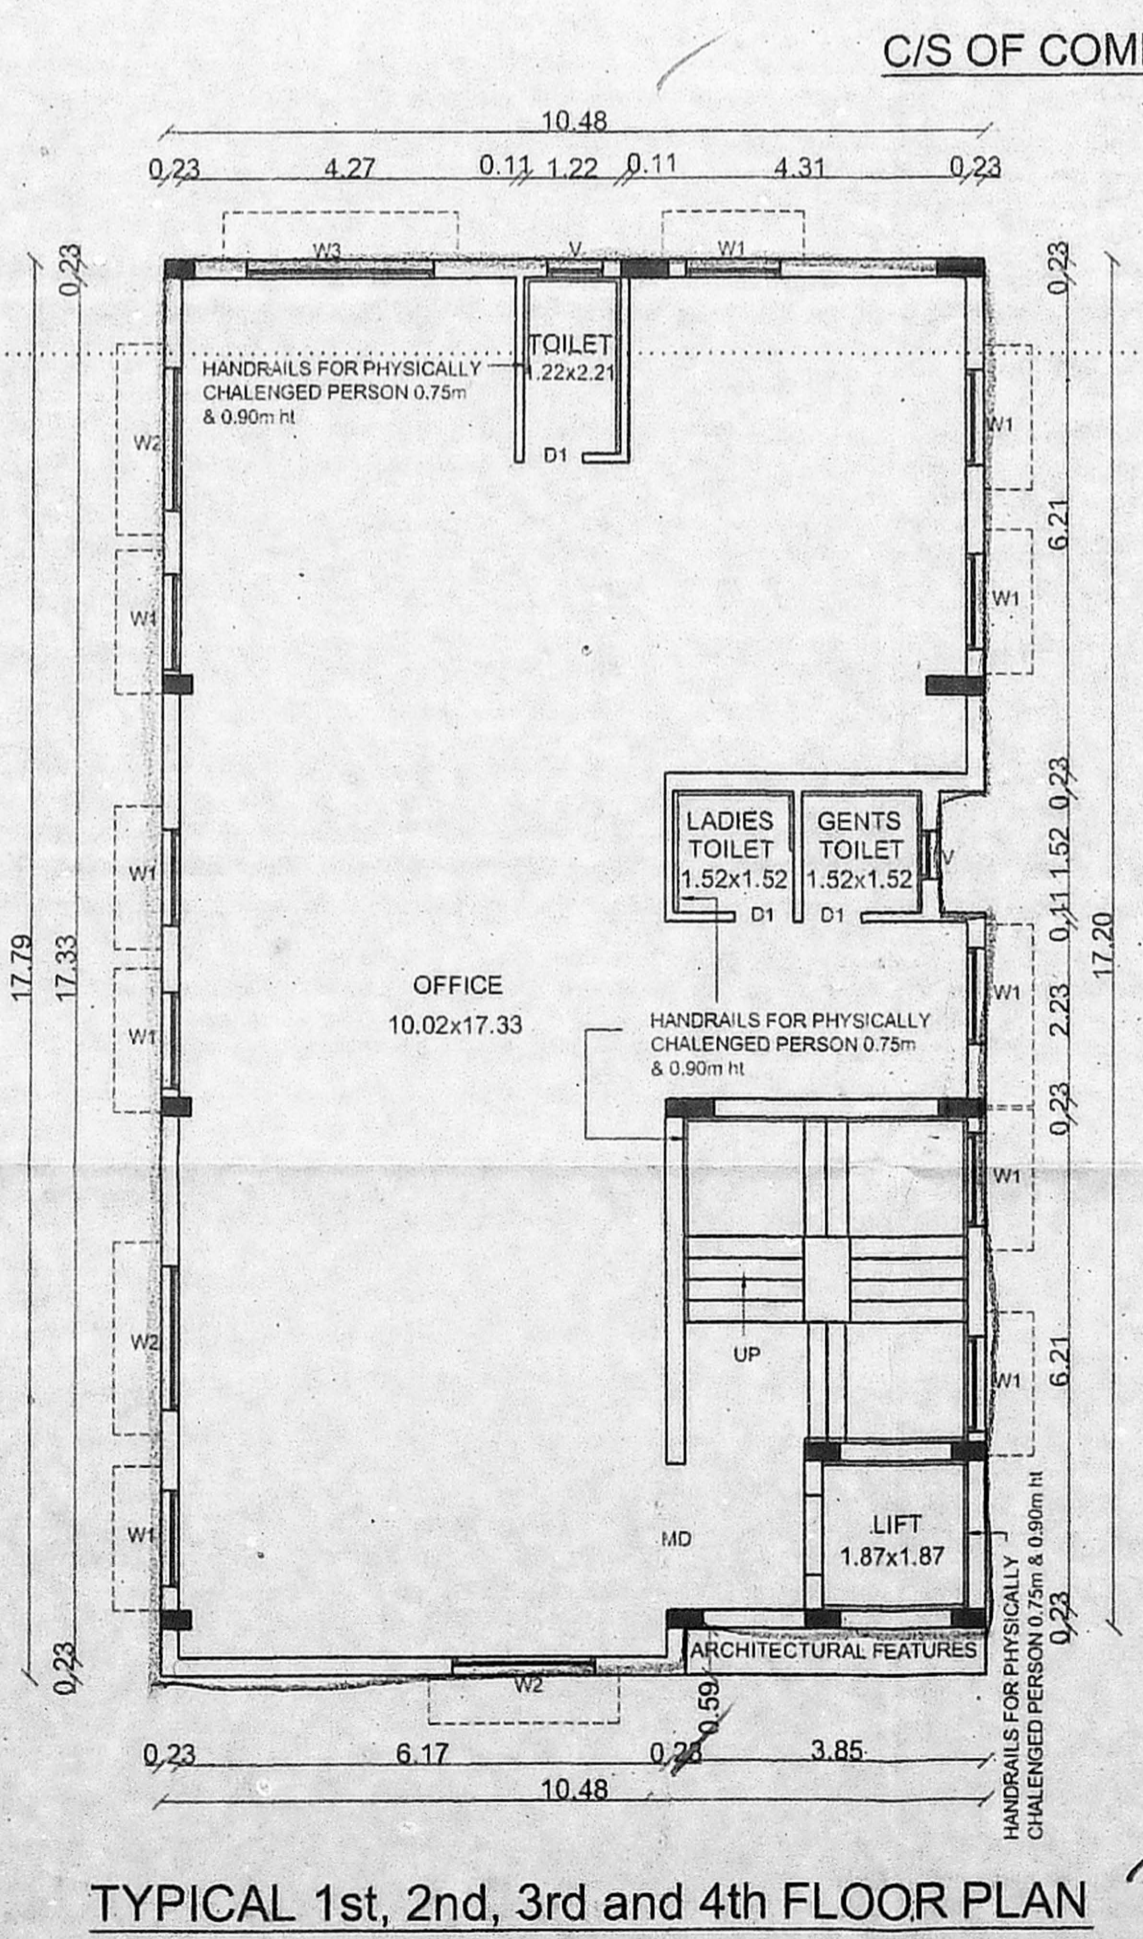 C/S OF COM
10.48
0.23 4.27 0.11 1.22 0.11 4.31 0.23
W3 V W1
0.23
0.23
TOILET
1.22x2.21
HANDRAILS FOR PHYSICALLY
CHALENGED PERSON 0.75m
& 0.90m ht
D1
W2
W1
W1
W1
6.21
W1
0.23
LADIES
TOILET
1.52x1.52
GENTS
TOILET
1.52x1.52
V
D1 D1
1.52
0.11
W1
17.79
17.33
17.20
OFFICE
10.02x17.33
W1
2.23
HANDRAILS FOR PHYSICALLY
CHALENGED PERSON 0.75m
& 0.90m ht
W1
0.23
W1
UP
W2
W1
6.21
LIFT
1.87x1.87
MD
W1
HANDRAILS FOR PHYSICALLY
CHALENGED PERSON 0.75m & 0.90m ht
0.23
ARCHITECTURAL FEATURES
0.23
W2
0.59
0.23 6.17 0.23 3.85
10.48
TYPICAL 1st, 2nd, 3rd and 4th FLOOR PLAN